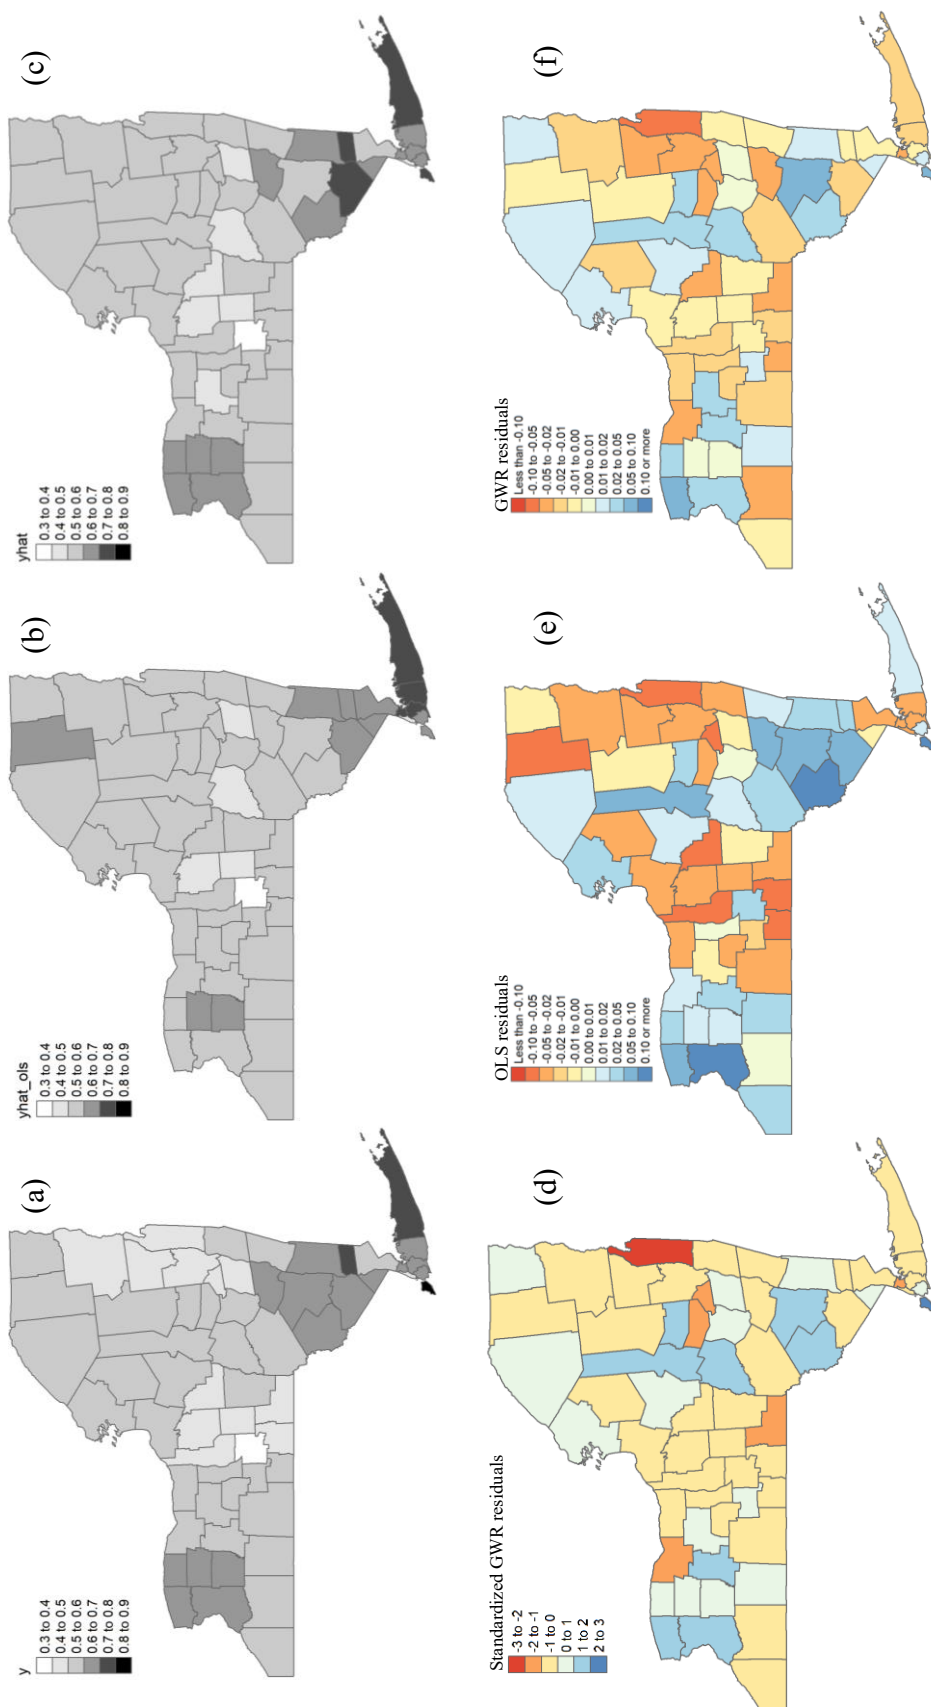 (a)
y
0.3 to 0.4
0.4 to 0.5
0.5 to 0.6
0.6 to 0.7
0.7 to 0.8
0.8 to 0.9
(b)
yhat_ols
0.3 to 0.4
0.4 to 0.5
0.5 to 0.6
0.6 to 0.7
0.7 to 0.8
0.8 to 0.9
(c)
yhat
0.3 to 0.4
0.4 to 0.5
0.5 to 0.6
0.6 to 0.7
0.7 to 0.8
0.8 to 0.9
(d)
Standardized GWR residuals
-3 to -2
-2 to -1
-1 to 0
0 to 1
1 to 2
2 to 3
(e)
OLS residuals
Less than -0.10
-0.10 to -0.05
-0.05 to -0.02
-0.02 to -0.01
-0.01 to 0.00
0.00 to 0.01
0.01 to 0.02
0.02 to 0.05
0.05 to 0.10
0.10 or more
(f)
GWR residuals
Less than -0.10
-0.10 to -0.05
-0.05 to -0.02
-0.02 to -0.01
-0.01 to 0.00
0.00 to 0.01
0.01 to 0.02
0.02 to 0.05
0.05 to 0.10
0.10 or more